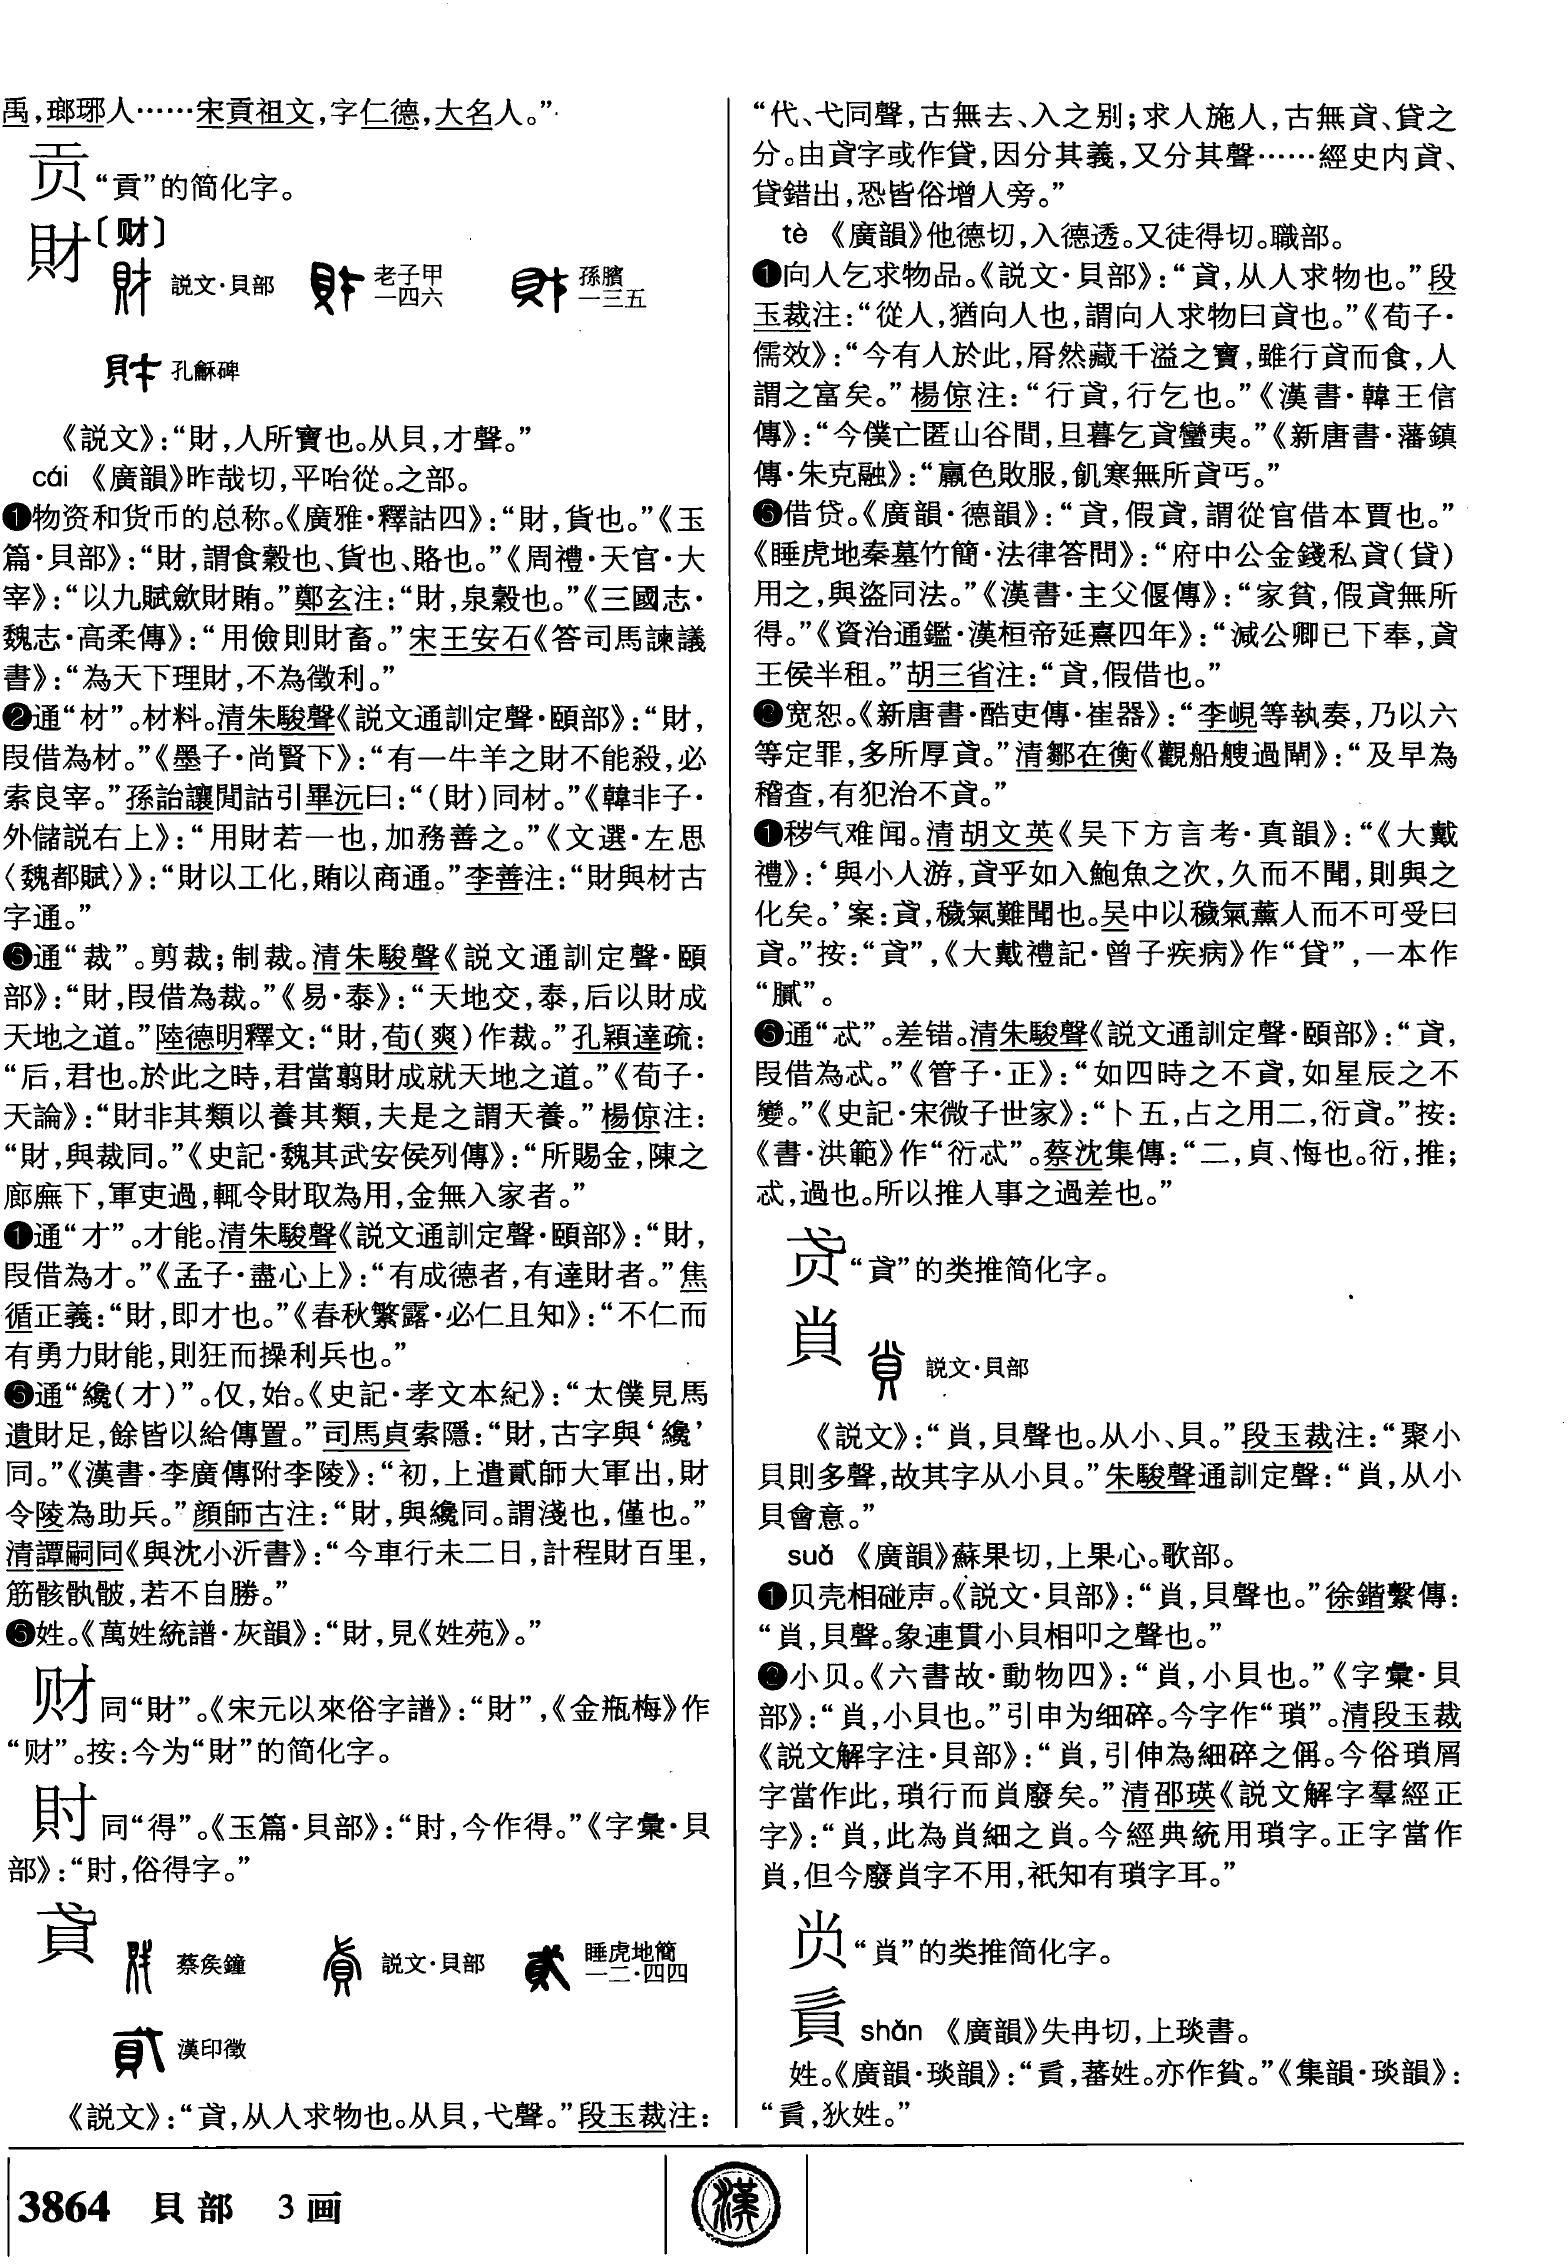 禹，瑯琊人……宋貢祖文，字仁德，大名人。”
贡 “貢”的简化字。
財〔财〕
説文·貝部 老子甲一四六 孫臏一三五
孔龢碑
《説文》：“財，人所寶也。从貝，才聲。”
cái 《廣韻》昨哉切，平咍從。之部。
❶物资和货币的总称。《廣雅·釋詁四》：“財，貨也。”《玉
篇·貝部》：“財，謂食穀也、貨也、賂也。”《周禮·天官·大
宰》：“以九賦斂財賄。”鄭玄注：“財，泉穀也。”《三國志·
魏志·高柔傳》：“用儉則財畜。”宋王安石《答司馬諫議
書》：“為天下理財，不為徵利。”
❷通“材”。材料。清朱駿聲《説文通訓定聲·頤部》：“財，
叚借為材。”《墨子·尚賢下》：“有一牛羊之財不能殺，必
索良宰。”孫詒讓閒詁引畢沅曰：“（財）同材。”《韓非子·
外儲説右上》：“用財若一也，加務善之。”《文選·左思
〈魏都賦〉》：“財以工化，賄以商通。”李善注：“財與材古
字通。”
❺通“裁”。剪裁；制裁。清朱駿聲《説文通訓定聲·頤
部》：“財，叚借為裁。”《易·泰》：“天地交，泰，后以財成
天地之道。”陸德明釋文：“財，荀（爽）作裁。”孔穎達疏：
“后，君也。於此之時，君當翦財成就天地之道。”《荀子·
天論》：“財非其類以養其類，夫是之謂天養。”楊倞注：
“財，與裁同。”《史記·魏其武安侯列傳》：“所賜金，陳之
廊廡下，軍吏過，輒令財取為用，金無入家者。”
❶通“才”。才能。清朱駿聲《説文通訓定聲·頤部》：“財，
叚借為才。”《孟子·盡心上》：“有成德者，有達財者。”焦
循正義：“財，即才也。”《春秋繁露·必仁且知》：“不仁而
有勇力財能，則狂而操利兵也。”
❺通“纔（才）”。仅，始。《史記·孝文本紀》：“太僕見馬
遺財足，餘皆以給傳置。”司馬貞索隱：“財，古字與‘纔’
同。”《漢書·李廣傳附李陵》：“初，上遣貳師大軍出，財
令陵為助兵。”顔師古注：“財，與纔同。謂淺也，僅也。”
清譚嗣同《與沈小沂書》：“今車行未二日，計程財百里，
筋骸骫骳，若不自勝。”
❺姓。《萬姓統譜·灰韻》：“財，見《姓苑》。”
财 同“財”。《宋元以來俗字譜》：“財”，《金瓶梅》作
“财”。按：今为“財”的简化字。
䝰 同“得”。《玉篇·貝部》：“䝰，今作得。”《字彙·貝
部》：“䝰，俗得字。”
貣
蔡侯鐘 説文·貝部 睡虎地簡一二·四四
漢印徵
《説文》：“貣，从人求物也。从貝，弋聲。”段玉裁注：
“代、弋同聲，古無去、入之别；求人施人，古無貣、貸之
分。由貣字或作貸，因分其義，又分其聲……經史内貣、
貸錯出，恐皆俗增人旁。”
tè 《廣韻》他德切，入德透。又徒得切。職部。
❶向人乞求物品。《説文·貝部》：“貣，从人求物也。”段
玉裁注：“從人，猶向人也，謂向人求物曰貣也。”《荀子·
儒效》：“今有人於此，屑然藏千溢之寶，雖行貣而食，人
謂之富矣。”楊倞注：“行貣，行乞也。”《漢書·韓王信
傳》：“今僕亡匿山谷間，旦暮乞貣蠻夷。”《新唐書·藩鎮
傳·朱克融》：“羸色敗服，飢寒無所貣丐。”
❺借贷。《廣韻·德韻》：“貣，假貣，謂從官借本賈也。”
《睡虎地秦墓竹簡·法律答問》：“府中公金錢私貣（貸）
用之，與盜同法。”《漢書·主父偃傳》：“家貧，假貣無所
得。”《資治通鑑·漢桓帝延熹四年》：“減公卿已下奉，貣
王侯半租。”胡三省注：“貣，假借也。”
❷宽恕。《新唐書·酷吏傳·崔器》：“李峴等執奏，乃以六
等定罪，多所厚貣。”清鄒在衡《觀船艘過閘》：“及早為
稽查，有犯治不貣。”
❶秽气难闻。清胡文英《吴下方言考·真韻》：“《大戴
禮》：‘與小人游，貣乎如入鮑魚之次，久而不聞，則與之
化矣。’案：貣，穢氣難聞也。吴中以穢氣薰人而不可受曰
貣。”按：“貣”，《大戴禮記·曾子疾病》作“貸”，一本作
“膩”。
❺通“忒”。差错。清朱駿聲《説文通訓定聲·頤部》：“貣，
叚借為忒。”《管子·正》：“如四時之不貣，如星辰之不
變。”《史記·宋微子世家》：“卜五，占之用二，衍貣。”按：
《書·洪範》作“衍忒”。蔡沈集傳：“二，貞、悔也。衍，推；
忒，過也。所以推人事之過差也。”
贷 “貣”的类推简化字。
𧴪
説文·貝部
《説文》：“𧴪，貝聲也。从小、貝。”段玉裁注：“聚小
貝則多聲，故其字从小貝。”朱駿聲通訓定聲：“𧴪，从小
貝會意。”
suǒ 《廣韻》蘇果切，上果心。歌部。
❶贝壳相碰声。《説文·貝部》：“𧴪，貝聲也。”徐鍇繫傳：
“𧴪，貝聲。象連貫小貝相叩之聲也。”
❷小贝。《六書故·動物四》：“𧴪，小貝也。”《字彙·貝
部》：“𧴪，小貝也。”引申为细碎。今字作“瑣”。清段玉裁
《説文解字注·貝部》：“𧴪，引伸為細碎之偁。今俗瑣屑
字當作此，瑣行而𧴪廢矣。”清邵瑛《説文解字羣經正
字》：“𧴪，此為𧴪細之𧴪。今經典統用瑣字。正字當作
𧴪，但今廢𧴪字不用，祇知有瑣字耳。”
“𧴪”的类推简化字。
shǎn 《廣韻》失冉切，上琰書。
姓。《廣韻·琰韻》：“貟，蕃姓。亦作貧。”《集韻·琰韻》：
狄姓。”
3864 貝部 3画
漢